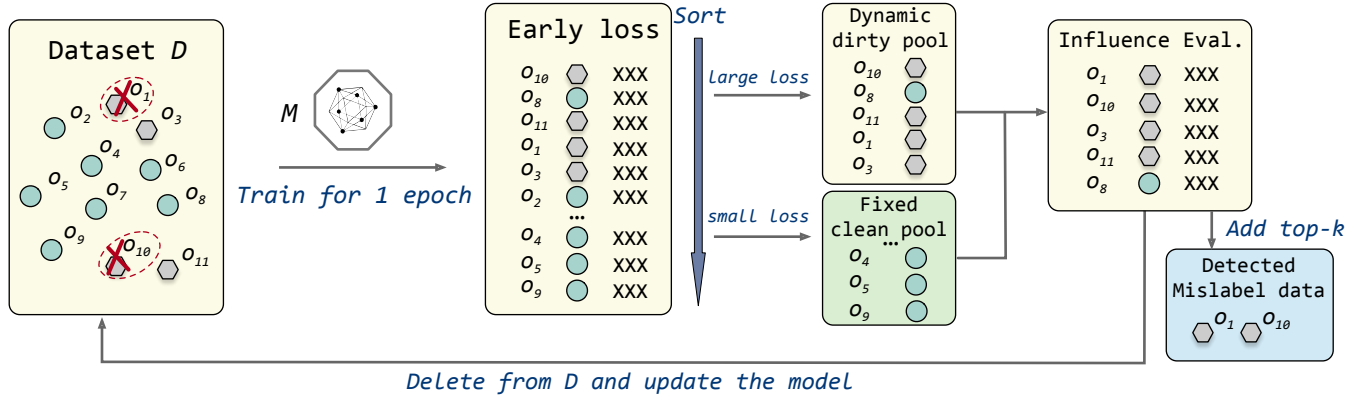 Dataset D
O1
O2
O3
O4
O6
O5
O7
O8
O9
O10
O11
M
Train for 1 epoch
Early loss
O10 XXX
O8 XXX
O11 XXX
O1 XXX
O3 XXX
O2 XXX
...
O4 XXX
O5 XXX
O9 XXX
Sort
large loss
small loss
Dynamic
dirty pool
O10
O8
O11
O1
O3
Fixed
clean pool
...
O4
O5
O9
Influence Eval.
O1 XXX
O10 XXX
O3 XXX
O11 XXX
O8 XXX
Add top-k
Detected
Mislabel data
O1 O10
Delete from D and update the model